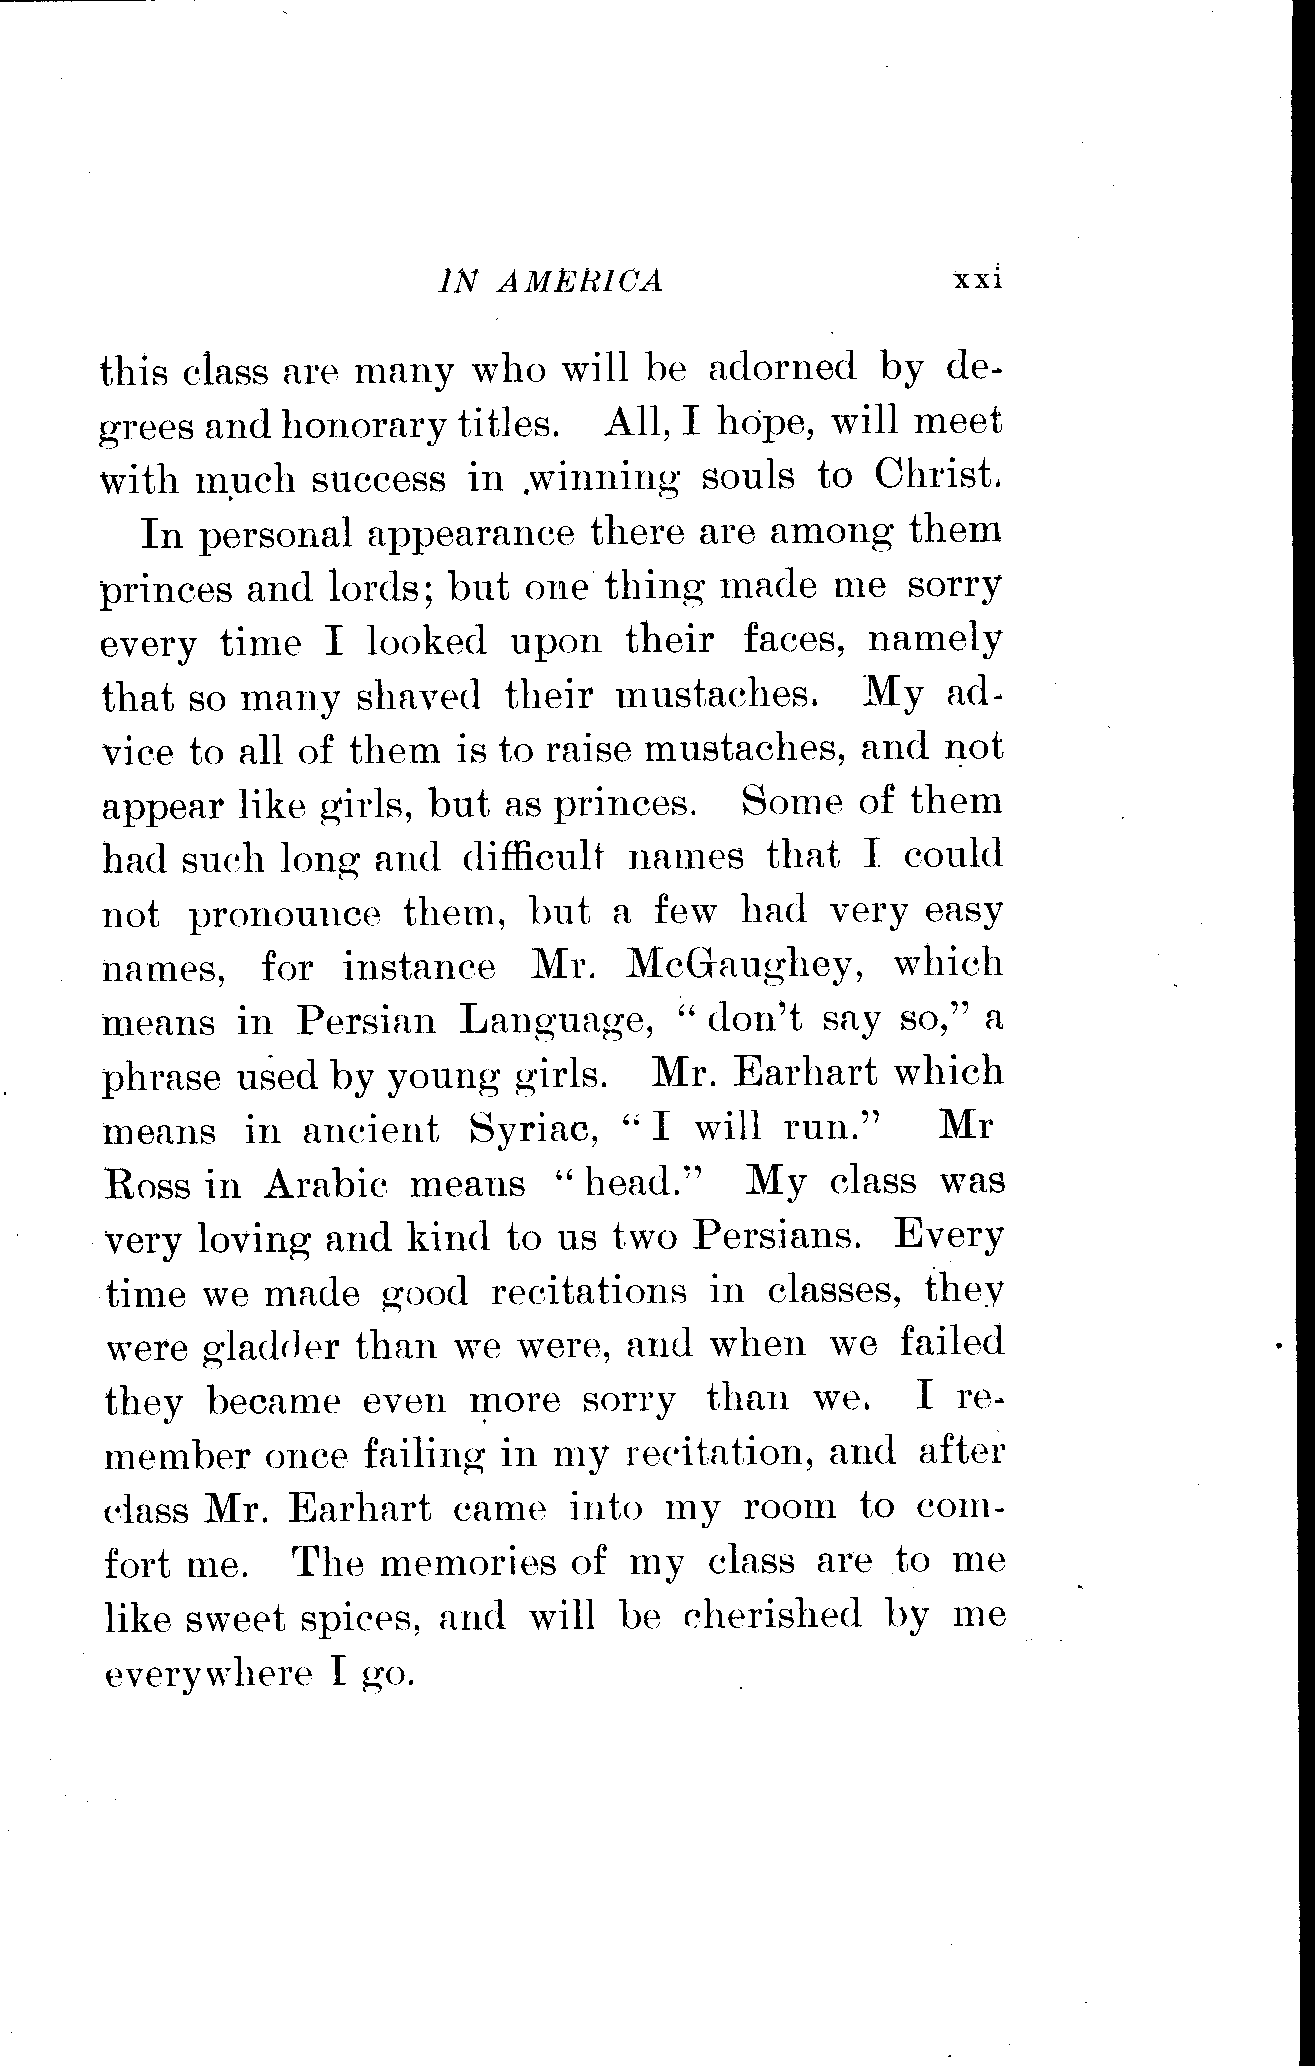 IN AMERICA xxi
this class are many who will be adorned by de-
grees and honorary titles. All, I hope, will meet
with much success in winning souls to Christ.
In personal appearance there are among them
princes and lords; but one thing made me sorry
every time I looked upon their faces, namely
that so many shaved their mustaches. My ad-
vice to all of them is to raise mustaches, and not
appear like girls, but as princes. Some of them
had such long and difficult names that I could
not pronounce them, but a few had very easy
names, for instance Mr. McGaughey, which
means in Persian Language, "don't say so," a
phrase used by young girls. Mr. Earhart which
means in ancient Syriac, "I will run." Mr
Ross in Arabic means "head." My class was
very loving and kind to us two Persians. Every
time we made good recitations in classes, they
were gladder than we were, and when we failed
they became even more sorry than we. I re-
member once failing in my recitation, and after
class Mr. Earhart came into my room to com-
fort me. The memories of my class are to me
like sweet spices, and will be cherished by me
everywhere I go.